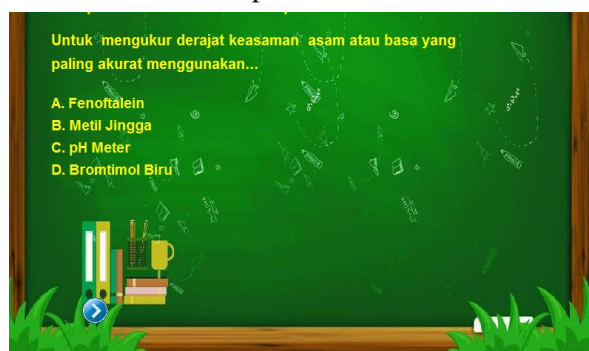 Untuk mengukur derajat keasaman asam atau basa yang
paling akurat menggunakan...
A. Fenoftalein
B. Metil Jingga
C. pH Meter
D. Bromtimol Biru